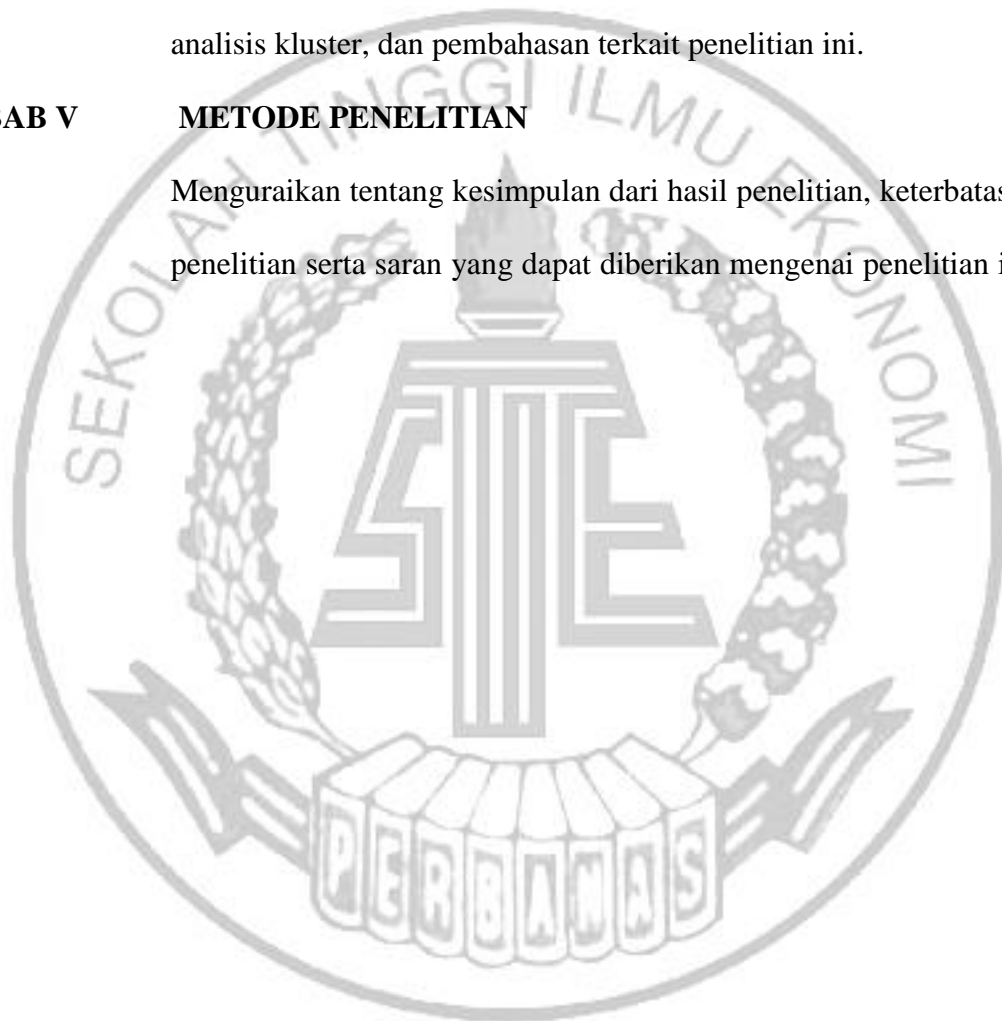 analisis kluster, dan pembahasan terkait penelitian ini.
BAB V METODE PENELITIAN
Menguraikan tentang kesimpulan dari hasil penelitian, keterbatas
penelitian serta saran yang dapat diberikan mengenai penelitian i
SEKOLAH TINGGI ILMU EKONOMI
STIE
PERBANAS